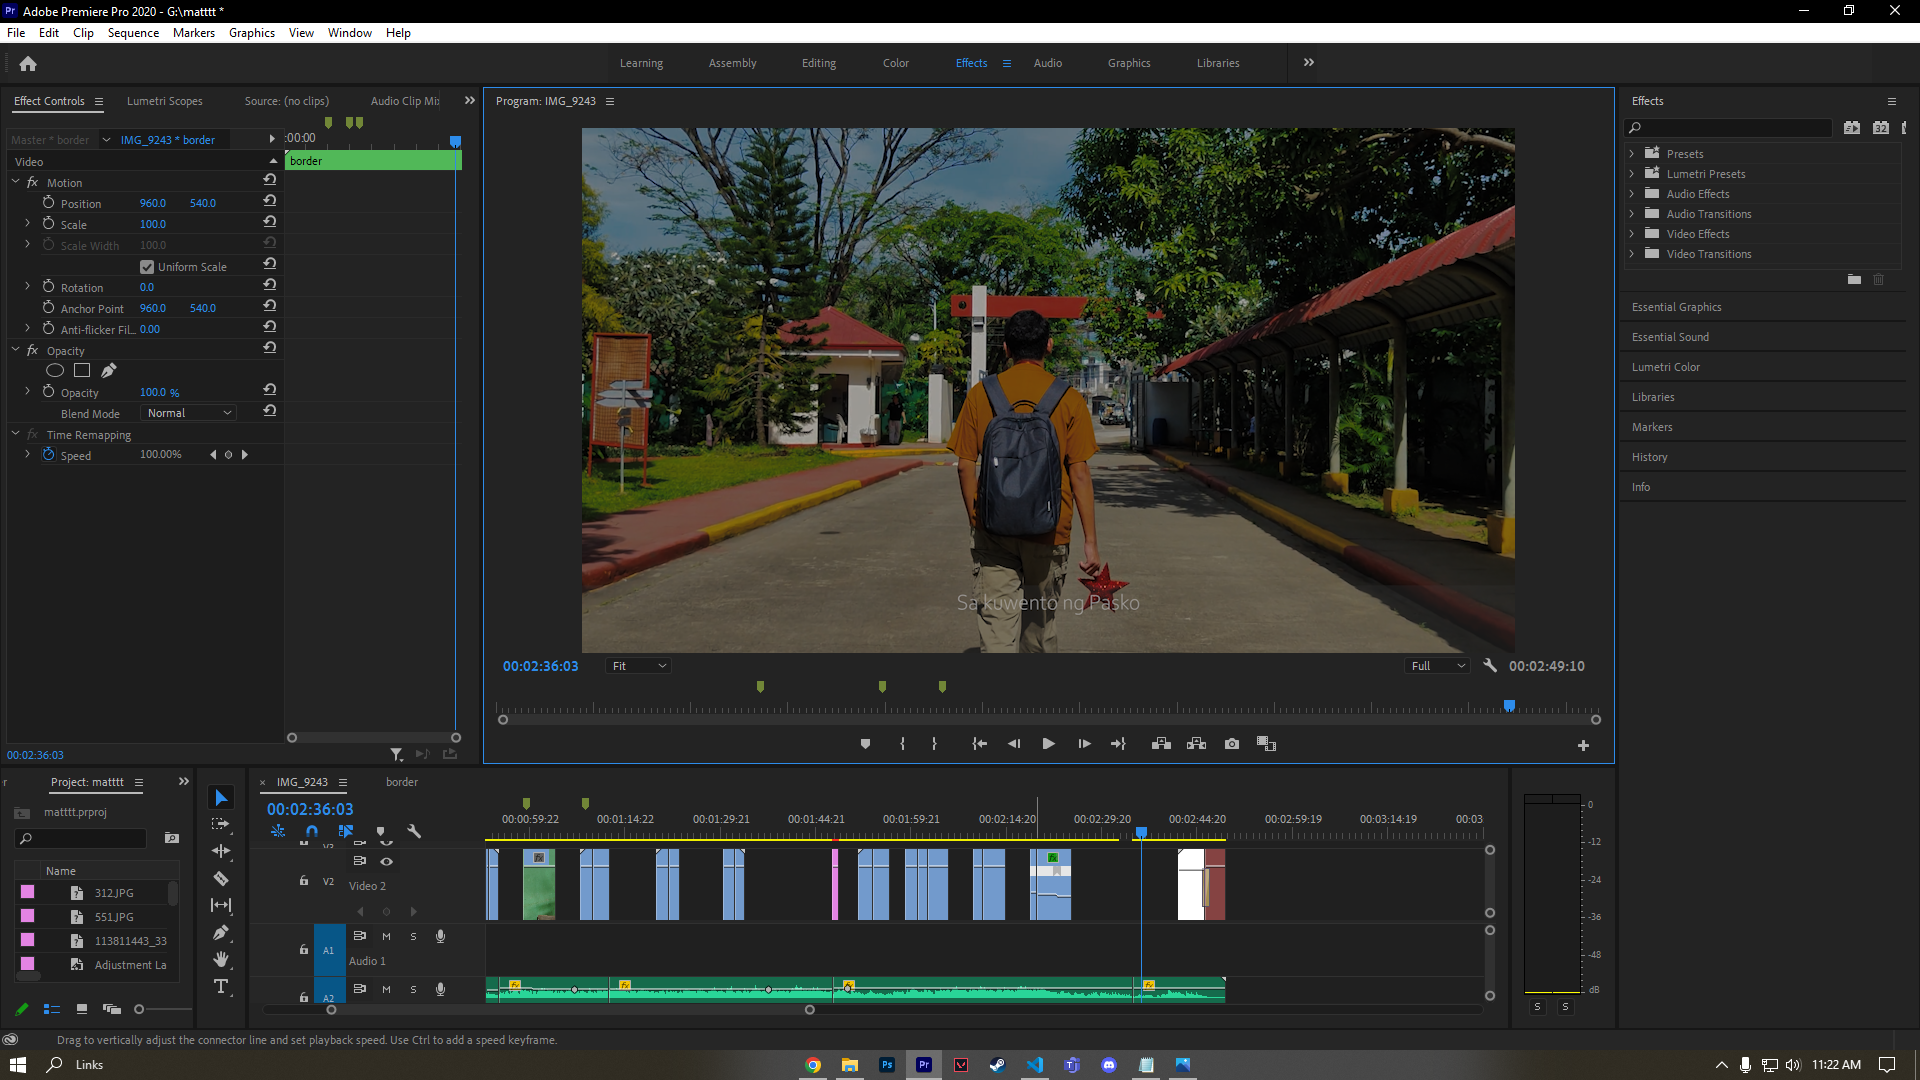 Adobe Premiere Pro 2020 - G:\matttt *
File Edit Clip Sequence Markers Graphics View Window Help
Learning Assembly Editing Color Effects Audio Graphics Libraries
Effect Controls Lumetri Scopes Source: (no clips) Audio Clip Mi
Master * border IMG_9243 * border
:00:00
Video
border
fx Motion
Position 960.0 540.0
Scale 100.0
Scale Width 100.0
Uniform Scale
Rotation 0.0
Anchor Point 960.0 540.0
Anti-flicker Fil... 0.00
fx Opacity
Opacity 100.0 %
Blend Mode Normal
fx Time Remapping
Speed 100.00%
00:02:36:03
Program: IMG_9243
Sa kuwento ng Pasko
00:02:36:03 Fit Full 00:02:49:10
Effects
32
Presets
Lumetri Presets
Audio Effects
Audio Transitions
Video Effects
Video Transitions
Essential Graphics
Essential Sound
Lumetri Color
Libraries
Markers
History
Info
Project: matttt
matttt.prproj
Name
312.JPG
551.JPG
113811443_33
Adjustment La
IMG_9243 border
00:02:36:03
00:00:59:22 00:01:14:22 00:01:29:21 00:01:44:21 00:01:59:21 00:02:14:20 00:02:29:20 00:02:44:20 00:02:59:19 00:03:14:19 00:03
V2 Video 2
A1 M S
Audio 1
A2 M S
fx fx fx fx
0
-12
-24
-36
-48
dB
S S
Drag to vertically adjust the connector line and set playback speed. Use Ctrl to add a speed keyframe.
Links
Ps Pr
11:22 AM